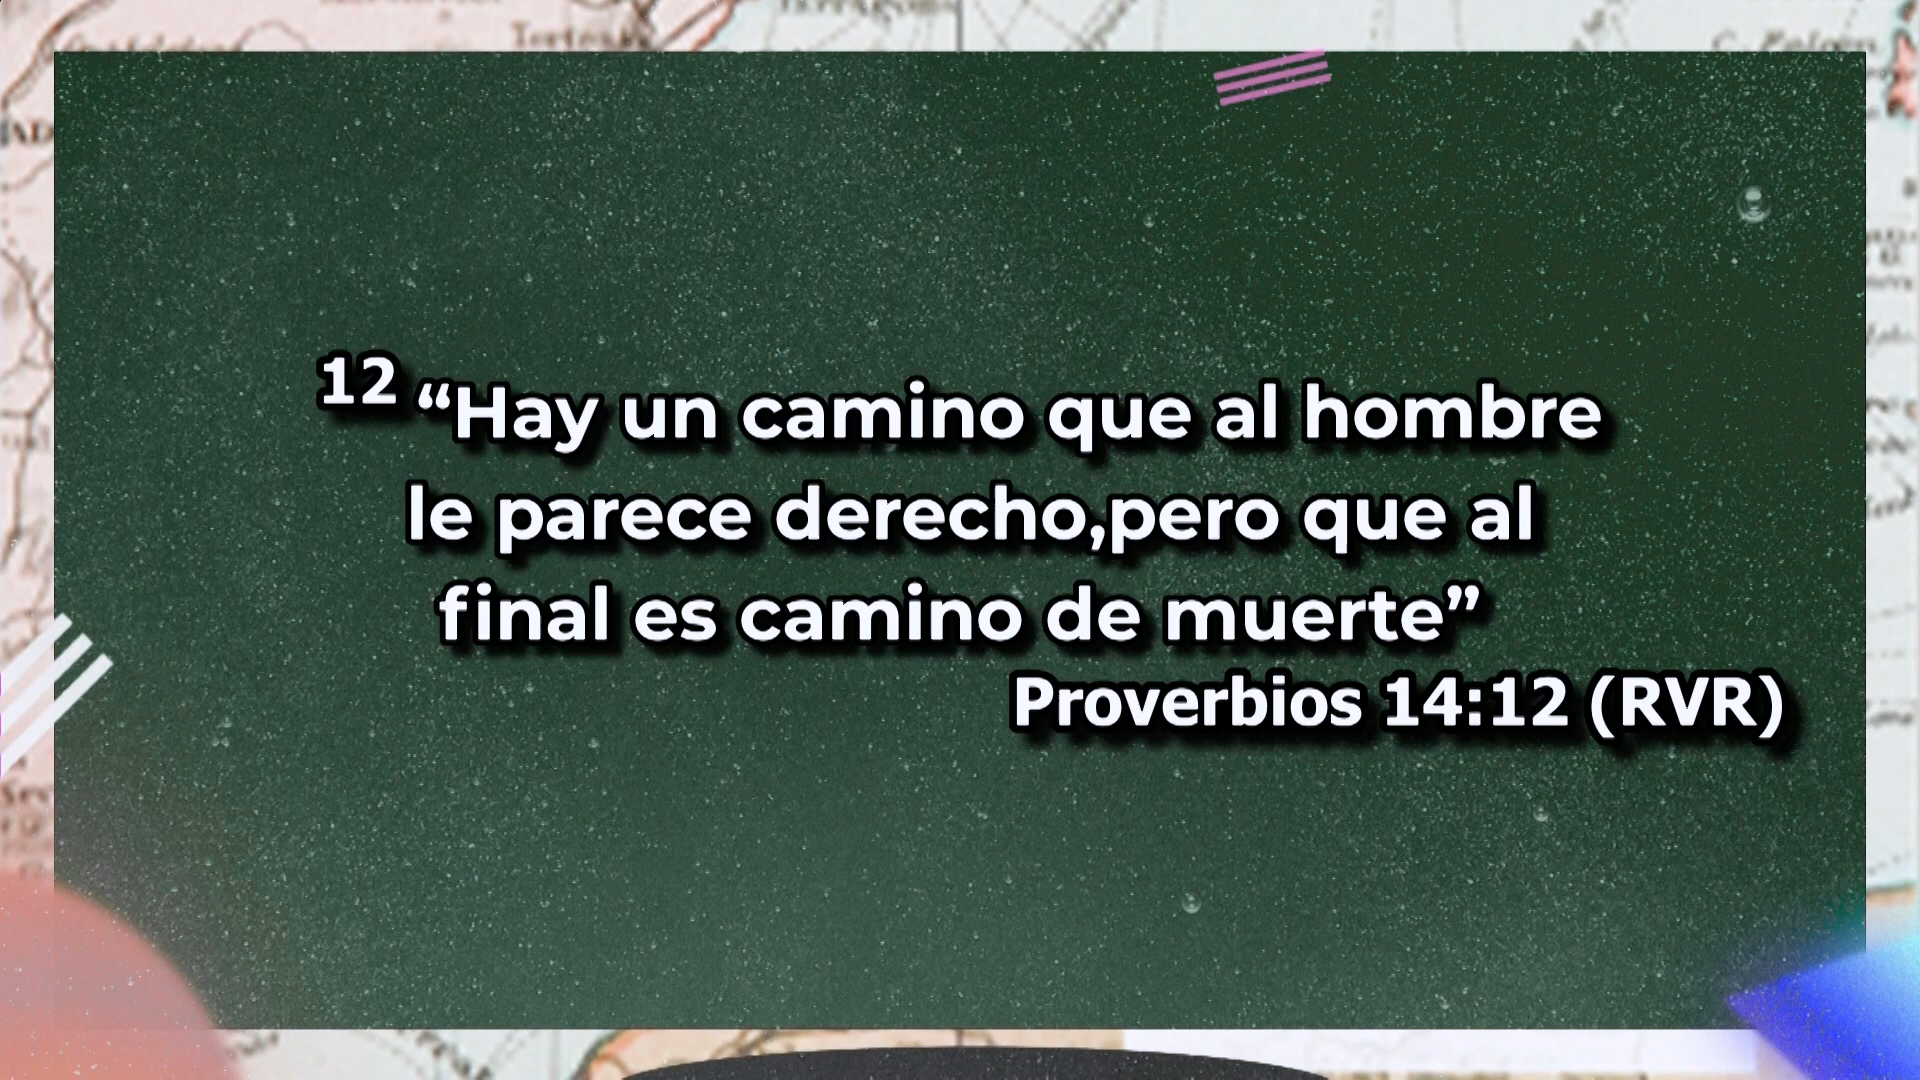 12 “Hay un camino que al hombre
le parece derecho,pero que al
final es camino de muerte”
Proverbios 14:12 (RVR)